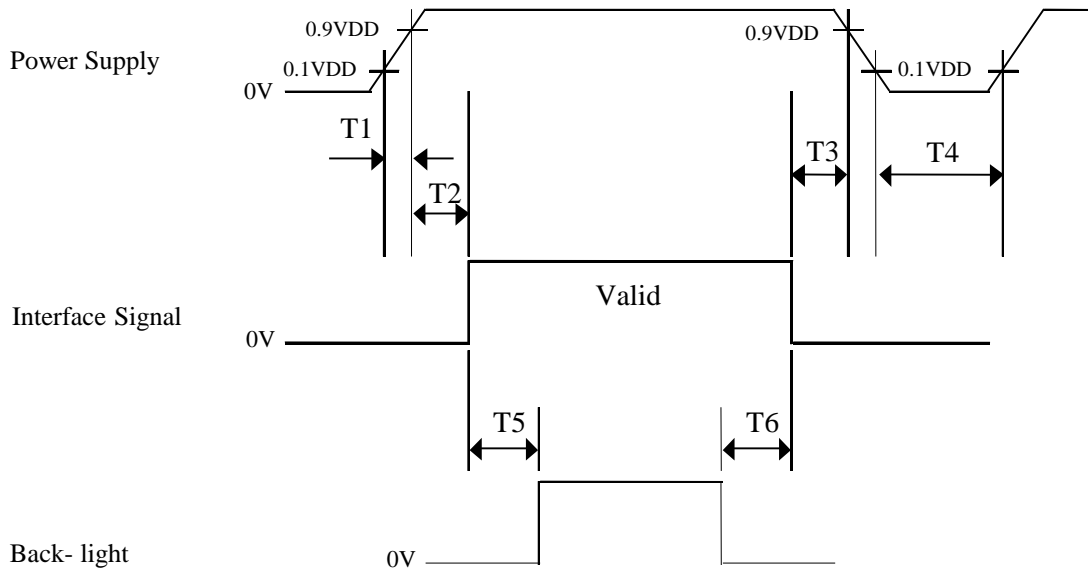 0.9VDD
0.9VDD
Power Supply
0.1VDD
0.1VDD
0V
T1
T3
T4
T2
Valid
Interface Signal
0V
T5
T6
Back- light
0V